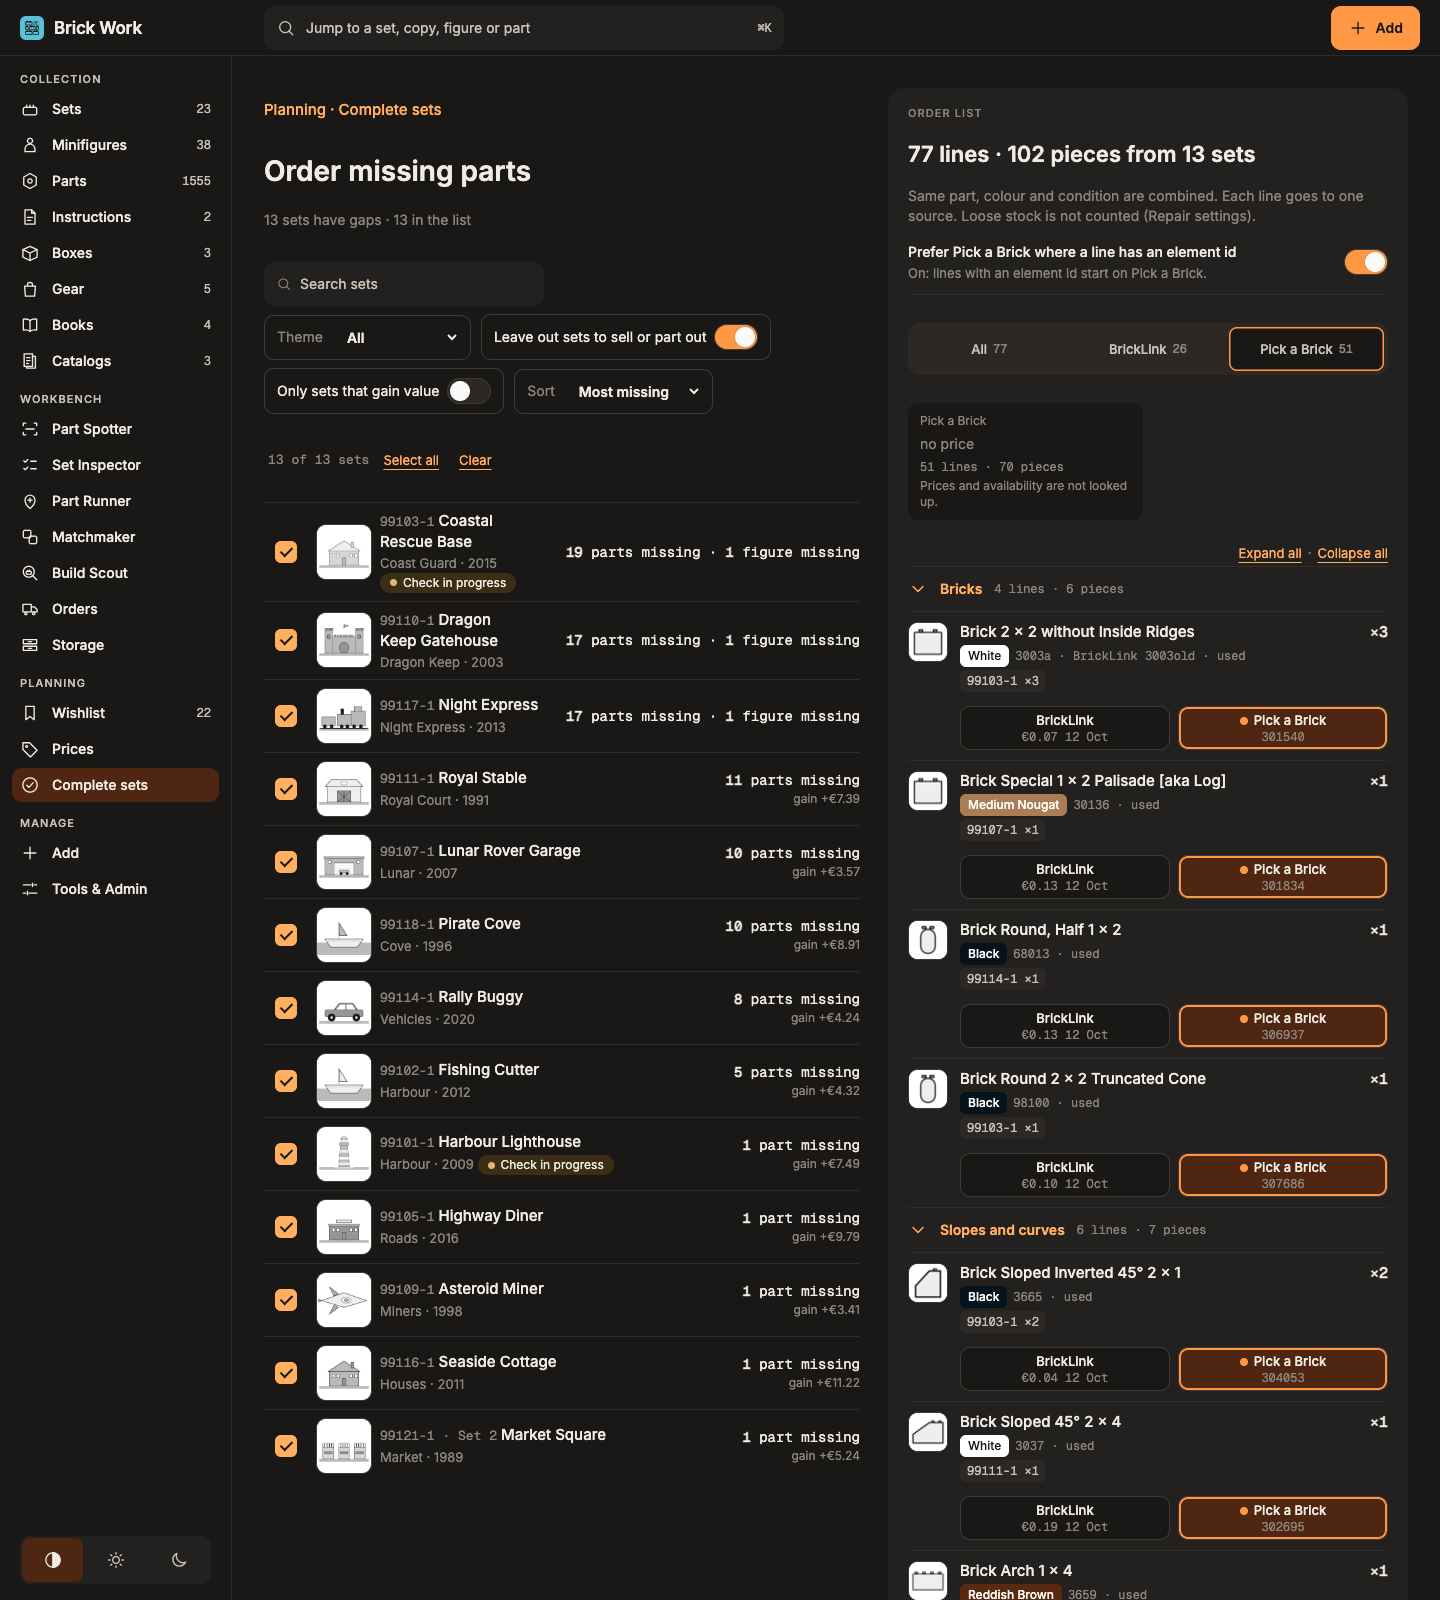 Brick Work
Jump to a set, copy, figure or part
⌘K
Add
COLLECTION
Sets 23
Minifigures 38
Parts 1555
Instructions 2
Boxes 3
Gear 5
Books 4
Catalogs 3
WORKBENCH
Part Spotter
Set Inspector
Part Runner
Matchmaker
Build Scout
Orders
Storage
PLANNING
Wishlist 22
Prices
Complete sets
MANAGE
Add
Tools & Admin
Planning · Complete sets
Order missing parts
13 sets have gaps · 13 in the list
Search sets
Theme All
Leave out sets to sell or part out
Only sets that gain value
Sort Most missing
13 of 13 sets Select all Clear
99103-1 Coastal
Rescue Base
Coast Guard · 2015
Check in progress
19 parts missing · 1 figure missing
99110-1 Dragon
Keep Gatehouse
Dragon Keep · 2003
17 parts missing · 1 figure missing
99117-1 Night Express
Night Express · 2013
17 parts missing · 1 figure missing
99111-1 Royal Stable
Royal Court · 1991
11 parts missing
gain +€7.39
99107-1 Lunar Rover Garage
Lunar · 2007
10 parts missing
gain +€3.57
99118-1 Pirate Cove
Cove · 1996
10 parts missing
gain +€8.91
99114-1 Rally Buggy
Vehicles · 2020
8 parts missing
gain +€4.24
99102-1 Fishing Cutter
Harbour · 2012
5 parts missing
gain +€4.32
99101-1 Harbour Lighthouse
Harbour · 2009 Check in progress
1 part missing
gain +€7.49
99105-1 Highway Diner
Roads · 2016
1 part missing
gain +€9.79
99109-1 Asteroid Miner
Miners · 1998
1 part missing
gain +€3.41
99116-1 Seaside Cottage
Houses · 2011
1 part missing
gain +€11.22
99121-1 · Set 2 Market Square
Market · 1989
1 part missing
gain +€5.24
ORDER LIST
77 lines · 102 pieces from 13 sets
Same part, colour and condition are combined. Each line goes to one
source. Loose stock is not counted (Repair settings).
Prefer Pick a Brick where a line has an element id
On: lines with an element id start on Pick a Brick.
All 77
BrickLink 26
Pick a Brick 51
Pick a Brick
no price
51 lines · 70 pieces
Prices and availability are not looked
up.
Expand all · Collapse all
Bricks 4 lines · 6 pieces
Brick 2 × 2 without Inside Ridges ×3
White 3003a · BrickLink 3003old · used
99103-1 ×3
BrickLink
€0.07 12 Oct
Pick a Brick
301540
Brick Special 1 × 2 Palisade [aka Log] ×1
Medium Nougat 30136 · used
99107-1 ×1
BrickLink
€0.13 12 Oct
Pick a Brick
301834
Brick Round, Half 1 × 2 ×1
Black 68013 · used
99114-1 ×1
BrickLink
€0.13 12 Oct
Pick a Brick
306937
Brick Round 2 × 2 Truncated Cone ×1
Black 98100 · used
99103-1 ×1
BrickLink
€0.10 12 Oct
Pick a Brick
307686
Slopes and curves 6 lines · 7 pieces
Brick Sloped Inverted 45° 2 × 1 ×2
Black 3665 · used
99103-1 ×2
BrickLink
€0.04 12 Oct
Pick a Brick
304053
Brick Sloped 45° 2 × 4 ×1
White 3037 · used
99111-1 ×1
BrickLink
€0.19 12 Oct
Pick a Brick
302695
Brick Arch 1 × 4 ×1
Reddish Brown 3659 · used